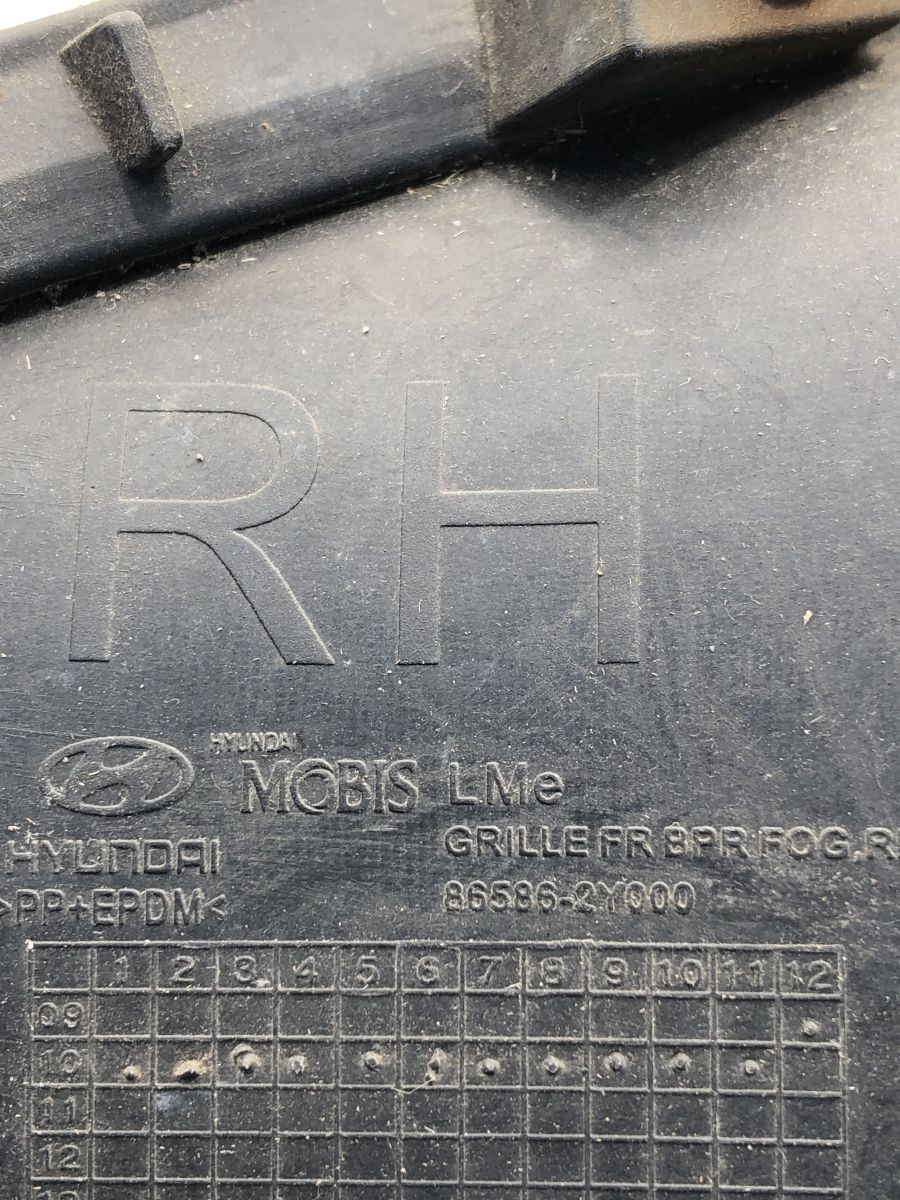 RH
HYUNDAI
MOBIS LMe
HYUNDAI GRILLE FR BPR FOG.R
>PP+EPDM< 86586-2Y000
1 2 3 4 5 6 7 8 9 10 11 12
09
10
11
12